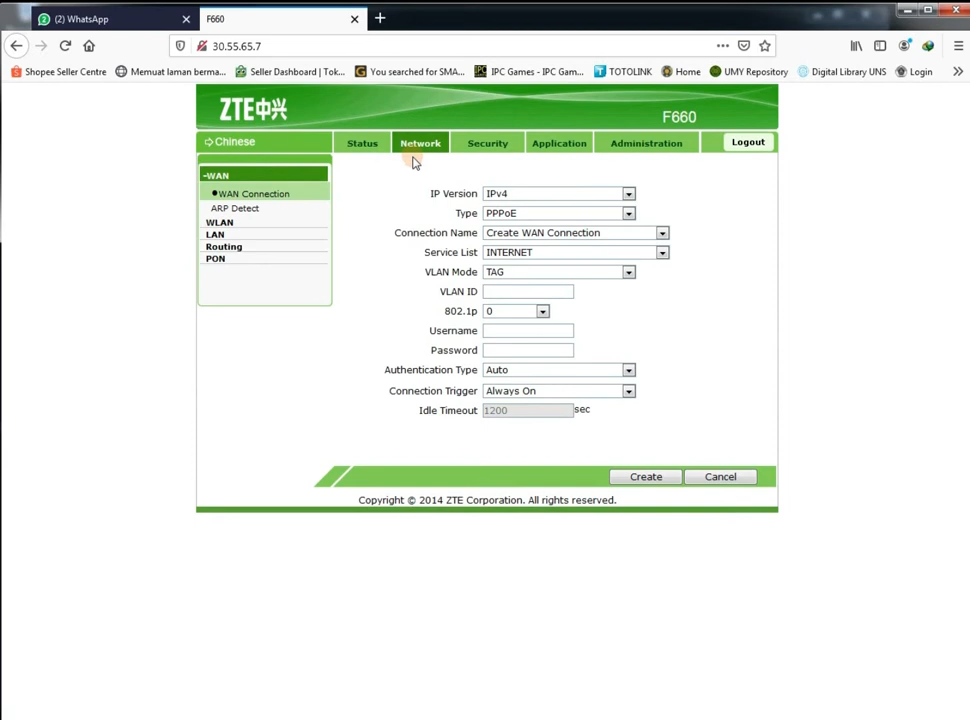 (2) WhatsApp
F660
30.55.65.7
Shopee Seller Centre
Memuat laman berma...
Seller Dashboard | Tok...
You searched for SMA...
IPC Games - IPC Gam...
TOTOLINK
Home
UMY Repository
Digital Library UNS
Login
ZTE中兴
F660
Chinese
Status
Network
Security
Application
Administration
Logout
-WAN
WAN Connection
ARP Detect
WLAN
LAN
Routing
PON
IP Version IPv4
Type PPPoE
Connection Name Create WAN Connection
Service List INTERNET
VLAN Mode TAG
VLAN ID
802.1p 0
Username
Password
Authentication Type Auto
Connection Trigger Always On
Idle Timeout 1200 sec
Create
Cancel
Copyright © 2014 ZTE Corporation. All rights reserved.